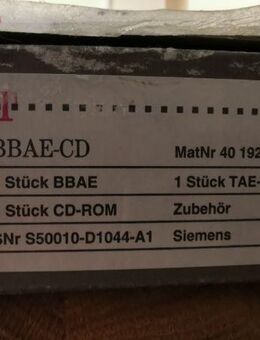 BBAE-CD MatNr 40 192
Stück BBAE 1 Stück TAE-
Stück CD-ROM Zubehör
SNr S50010-D1044-A1 Siemens